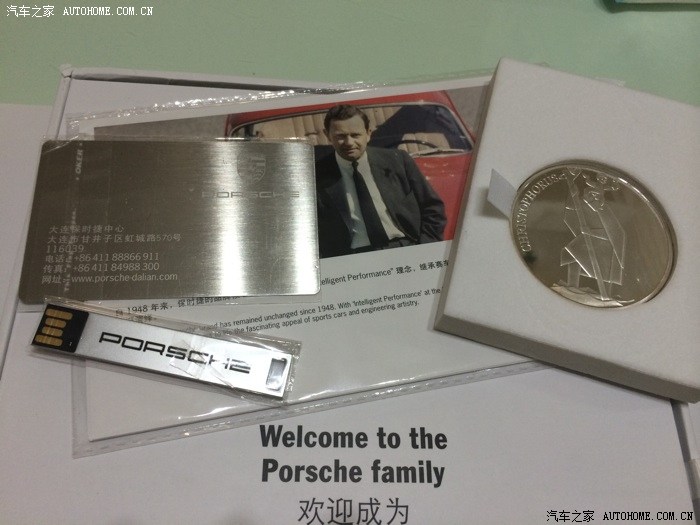 汽车之家 AUTOHOME.COM.CN
PORSCHE
大连保时捷中心
大连市甘井子区虹城路570号
116039
电话 +86 411 88866911
传真 +86 411 84988 300
网址 www.porsche-dalian.com
CHRISTOPHORUS
Intelligent Performance" 理念，继承赛车
1948 年来，保时捷
has remained unchanged since 1948. With 'Intelligent Performance' at the
the fascinating appeal of sports cars and engineering artistry.
PORSCHE
Welcome to the
Porsche family
欢迎成为
汽车之家 AUTOHOME.COM.CN